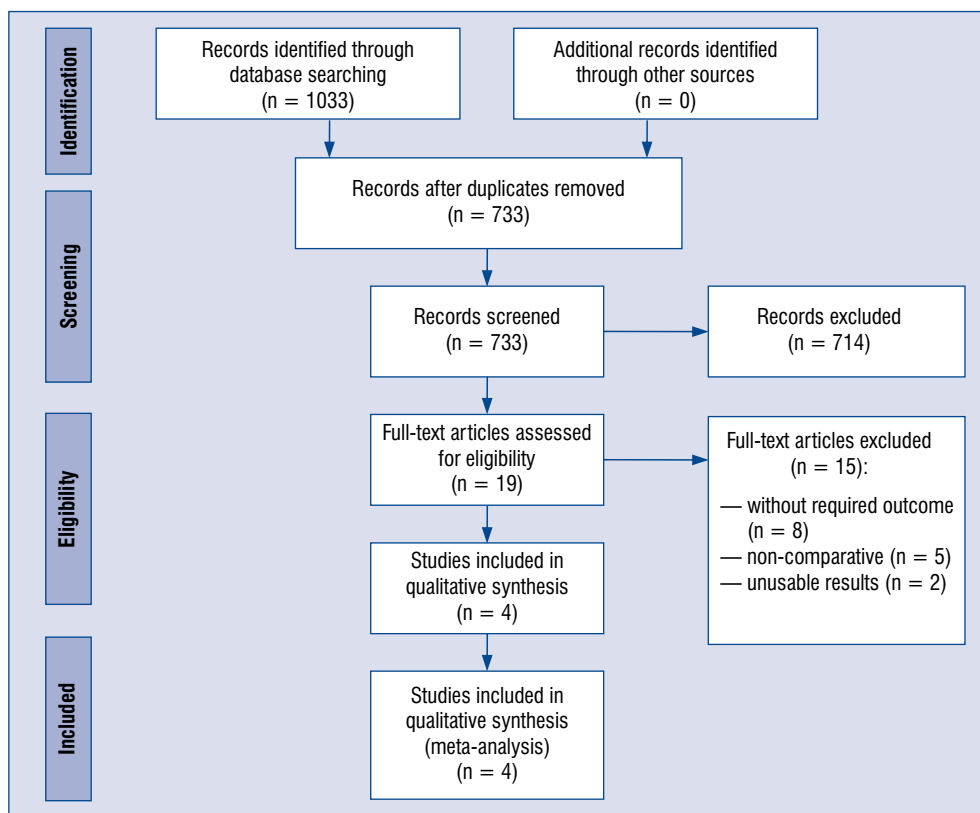 Identification
Records identified through
database searching
(n = 1033)
Additional records identified
through other sources
(n = 0)
Records after duplicates removed
(n = 733)
Screening
Records screened
(n = 733)
Records excluded
(n = 714)
Eligibility
Full-text articles assessed
for eligibility
(n = 19)
Full-text articles excluded
(n = 15):
— without required outcome
(n = 8)
— non-comparative (n = 5)
— unusable results (n = 2)
Studies included in
qualitative synthesis
(n = 4)
Included
Studies included in
qualitative synthesis
(meta-analysis)
(n = 4)